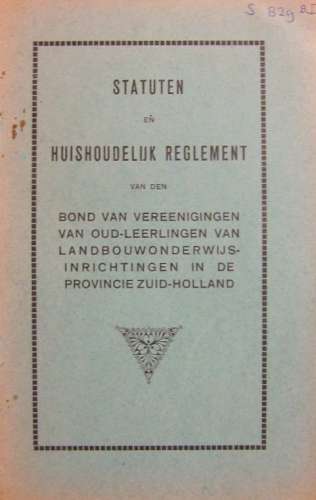 S 829 B I
STATUTEN
EN
HUISHOUDELIJK REGLEMENT
VAN DEN
BOND VAN VEREENIGINGEN
VAN OUD-LEERLINGEN VAN
LANDBOUWONDERWIJS-
INRICHTINGEN IN DE
PROVINCIE ZUID-HOLLAND